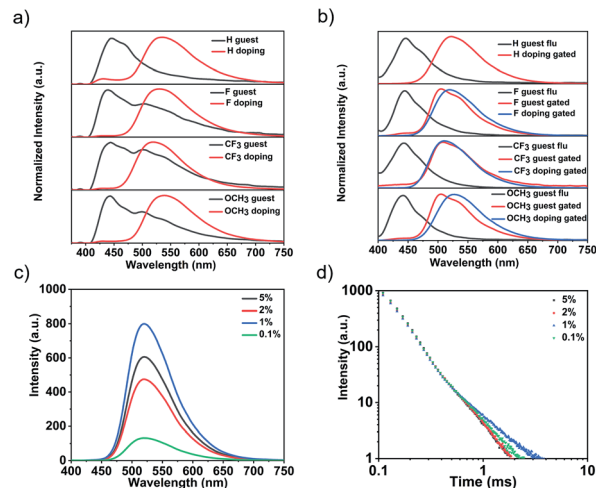 a)
Normalized Intensity (a.u.)
H guest
H doping
F guest
F doping
CF3 guest
CF3 doping
OCH3 guest
OCH3 doping
400 450 500 550 600 650 700 750
Wavelength (nm)
b)
Normalized Intensity (a.u.)
H guest flu
H doping gated
F guest flu
F guest gated
F doping gated
CF3 guest flu
CF3 guest gated
CF3 doping gated
OCH3 guest flu
OCH3 guest gated
OCH3 doping gated
400 450 500 550 600 650 700 750
Wavelength (nm)
c)
Intensity (a.u.)
1000
800
600
400
200
0
5%
2%
1%
0.1%
400 450 500 550 600 650 700 750
Wavelength (nm)
d)
Intensity (a.u.)
1000
100
10
1
5%
2%
1%
0.1%
0.1 1 10
Time (ms)